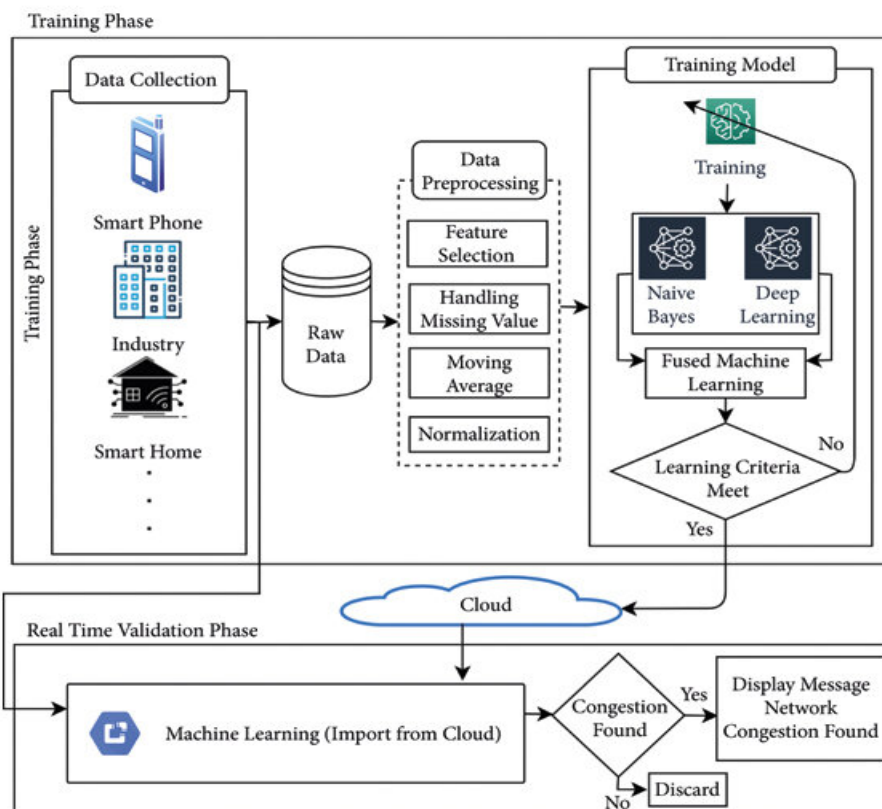 Training Phase
Training Phase
Data Collection
Smart Phone
Industry
Smart Home
Raw
Data
Data
Preprocessing
Feature
Selection
Handling
Missing Value
Moving
Average
Normalization
Training Model
Training
Naive
Bayes
Deep
Learning
Fused Machine
Learning
Learning Criteria
Meet
No
Yes
Cloud
Real Time Validation Phase
Machine Learning (Import from Cloud)
Congestion
Found
Yes
Display Message
Network
Congestion Found
No
Discard